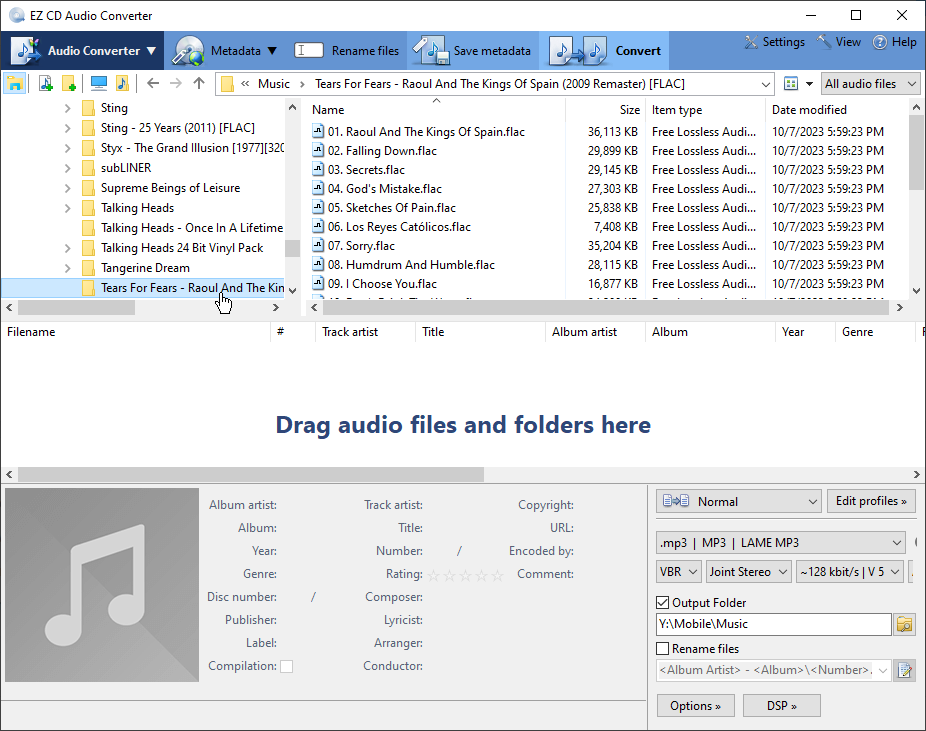 EZ CD Audio Converter
Audio Converter ▼ Metadata ▼ Rename files Save metadata Convert Settings View Help
« Music › Tears For Fears - Raoul And The Kings Of Spain (2009 Remaster) [FLAC] All audio files
Sting
Sting - 25 Years (2011) [FLAC]
Styx - The Grand Illusion [1977][320
subLINER
Supreme Beings of Leisure
Talking Heads
Talking Heads - Once In A Lifetime
Talking Heads 24 Bit Vinyl Pack
Tangerine Dream
Tears For Fears - Raoul And The Kin
Name Size Item type Date modified
01. Raoul And The Kings Of Spain.flac 36,113 KB Free Lossless Audi... 10/7/2023 5:59:23 PM
02. Falling Down.flac 29,899 KB Free Lossless Audi... 10/7/2023 5:59:23 PM
03. Secrets.flac 29,145 KB Free Lossless Audi... 10/7/2023 5:59:23 PM
04. God's Mistake.flac 27,303 KB Free Lossless Audi... 10/7/2023 5:59:23 PM
05. Sketches Of Pain.flac 25,838 KB Free Lossless Audi... 10/7/2023 5:59:23 PM
06. Los Reyes Católicos.flac 7,408 KB Free Lossless Audi... 10/7/2023 5:59:23 PM
07. Sorry.flac 35,204 KB Free Lossless Audi... 10/7/2023 5:59:23 PM
08. Humdrum And Humble.flac 28,115 KB Free Lossless Audi... 10/7/2023 5:59:23 PM
09. I Choose You.flac 16,877 KB Free Lossless Audi... 10/7/2023 5:59:23 PM
Filename # Track artist Title Album artist Album Year Genre
Drag audio files and folders here
Album artist: Track artist: Copyright:
Album: Title: URL:
Year: Number: / Encoded by:
Genre: Rating: Comment:
Disc number: / Composer:
Publisher: Lyricist:
Label: Arranger:
Compilation: Conductor:
Normal Edit profiles »
.mp3 | MP3 | LAME MP3
VBR Joint Stereo ~128 kbit/s | V 5
Output Folder
Y:\Mobile\Music
Rename files
<Album Artist> - <Album>\<Number>.
Options » DSP »